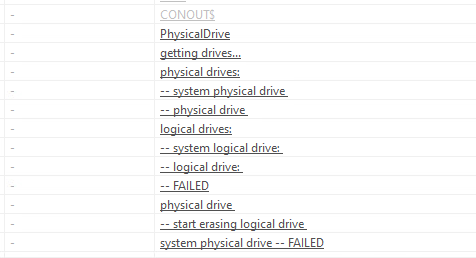 CONOUT$
- PhysicalDrive
- getting drives...
- physical drives:
- -- system physical drive
- -- physical drive
- logical drives:
- -- system logical drive:
- -- logical drive:
- -- FAILED
- physical drive
- -- start erasing logical drive
- system physical drive -- FAILED